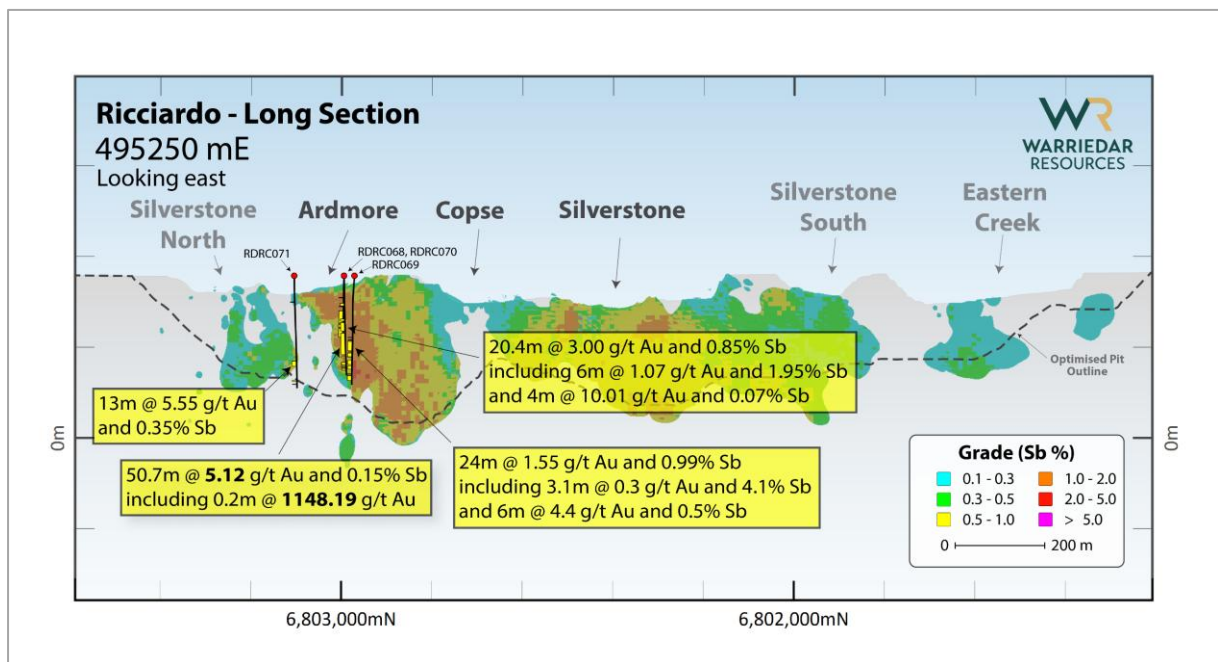 Ricciardo - Long Section
495250 mE
Looking east
WR
WARRIEDAR
RESOURCES
Silverstone
North
Ardmore
Copse
Silverstone
Silverstone
South
Eastern
Creek
RDRC071
RDRC068, RDRC070
RDRC069
20.4m @ 3.00 g/t Au and 0.85% Sb
including 6m @ 1.07 g/t Au and 1.95% Sb
and 4m @ 10.01 g/t Au and 0.07% Sb
Optimised Pit
Outline
13m @ 5.55 g/t Au
and 0.35% Sb
50.7m @ 5.12 g/t Au and 0.15% Sb
including 0.2m @ 1148.19 g/t Au
24m @ 1.55 g/t Au and 0.99% Sb
including 3.1m @ 0.3 g/t Au and 4.1% Sb
and 6m @ 4.4 g/t Au and 0.5% Sb
0m
0m
Grade (Sb %)
0.1 - 0.3
1.0 - 2.0
0.3 - 0.5
2.0 - 5.0
0.5 - 1.0
> 5.0
0
200 m
6,803,000mN
6,802,000mN